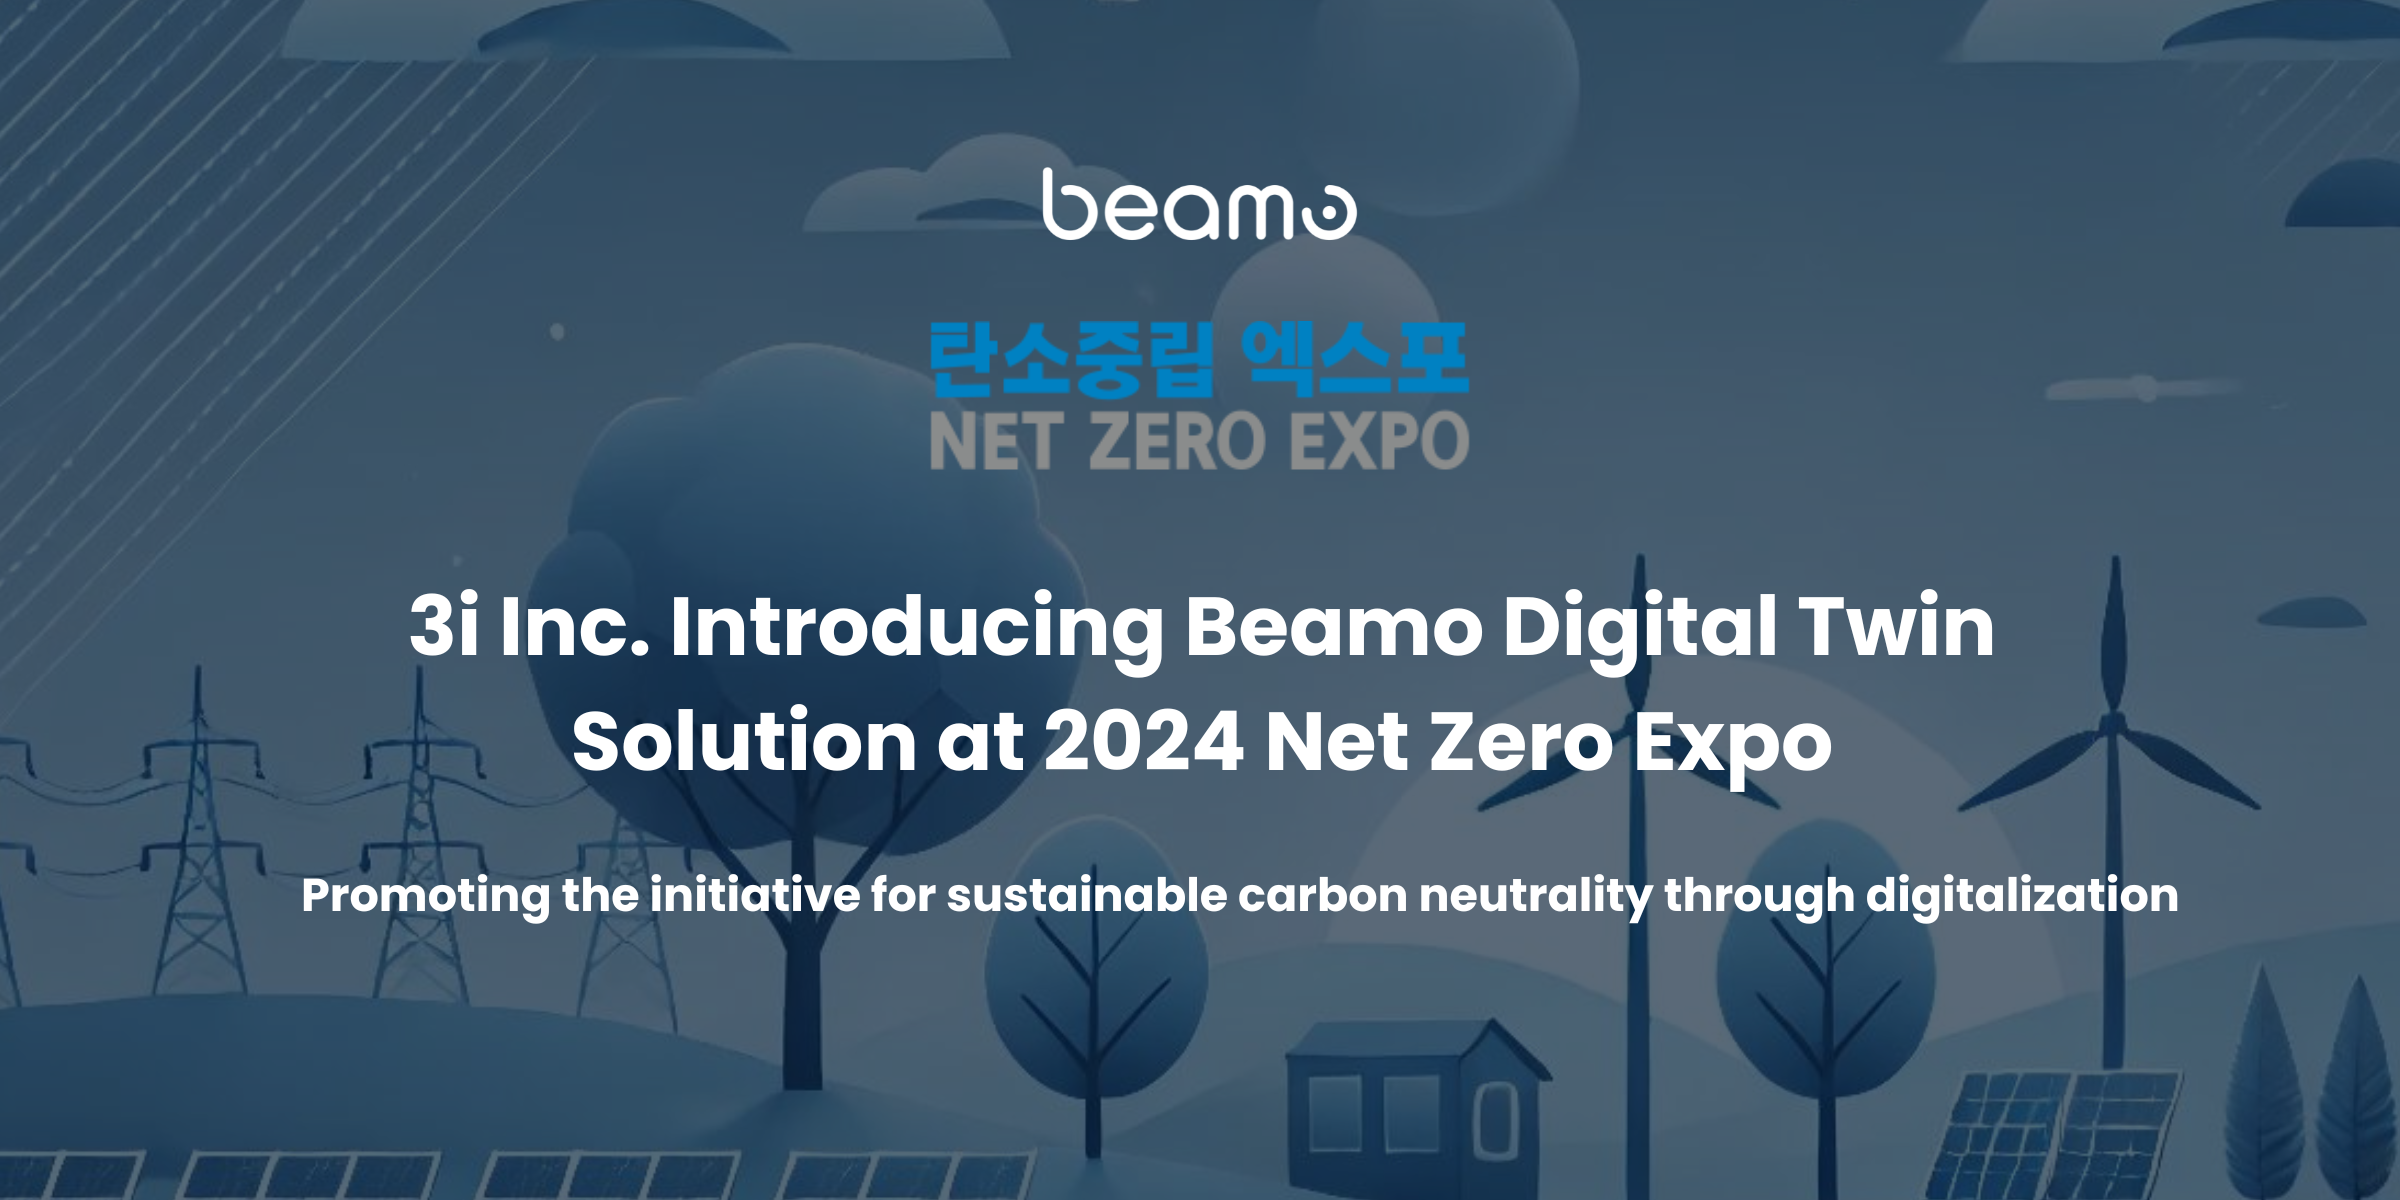 beamo
탄소중립 엑스포
NET ZERO EXPO
3i Inc. Introducing Beamo Digital Twin
Solution at 2024 Net Zero Expo
Promoting the initiative for sustainable carbon neutrality through digitalization